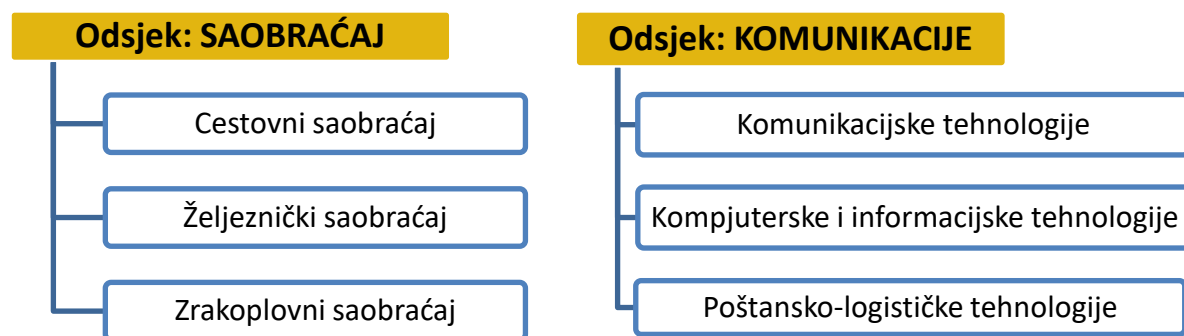 Odsjek: SAOBRAĆAJ
Cestovni saobraćaj
Željeznički saobraćaj
Zrakoplovni saobraćaj
Odsjek: KOMUNIKACIJE
Komunikacijske tehnologije
Kompjuterske i informacijske tehnologije
Poštansko-logističke tehnologije